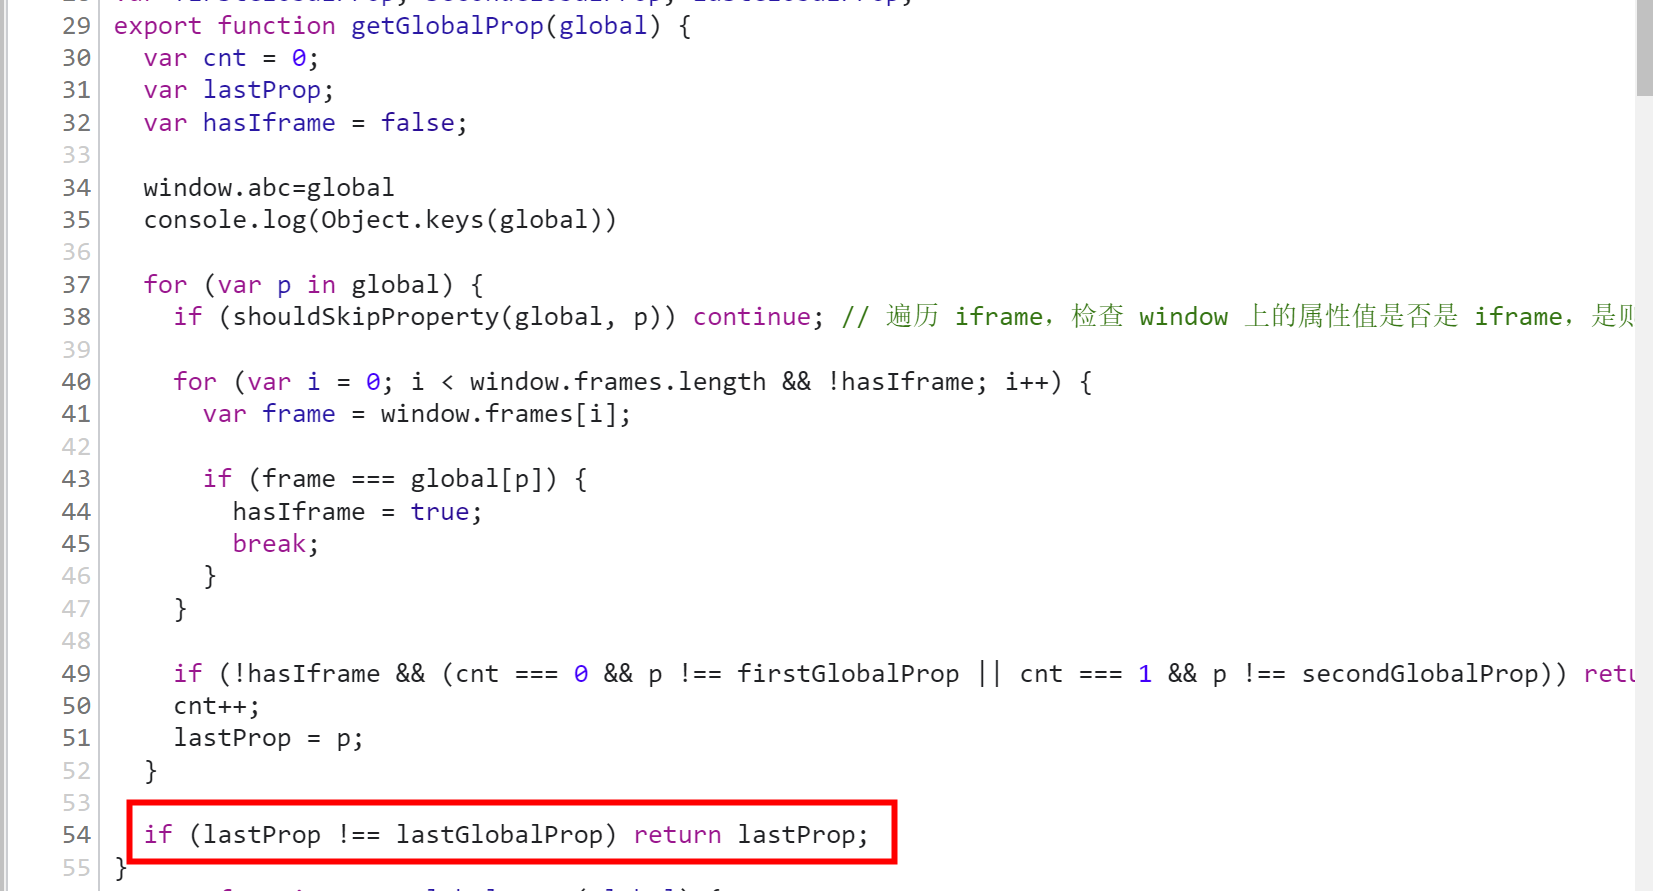 29 export function getGlobalProp(global) {
30 var cnt = 0;
31 var lastProp;
32 var hasIframe = false;
33
34 window.abc=global
35 console.log(Object.keys(global))
36
37 for (var p in global) {
38 if (shouldSkipProperty(global, p)) continue; // 遍历 iframe，检查 window 上的属性值是否是 iframe，是则
39
40 for (var i = 0; i < window.frames.length && !hasIframe; i++) {
41 var frame = window.frames[i];
42
43 if (frame === global[p]) {
44 hasIframe = true;
45 break;
46 }
47 }
48
49 if (!hasIframe && (cnt === 0 && p !== firstGlobalProp || cnt === 1 && p !== secondGlobalProp)) retu
50 cnt++;
51 lastProp = p;
52 }
53
54 if (lastProp !== lastGlobalProp) return lastProp;
55 }